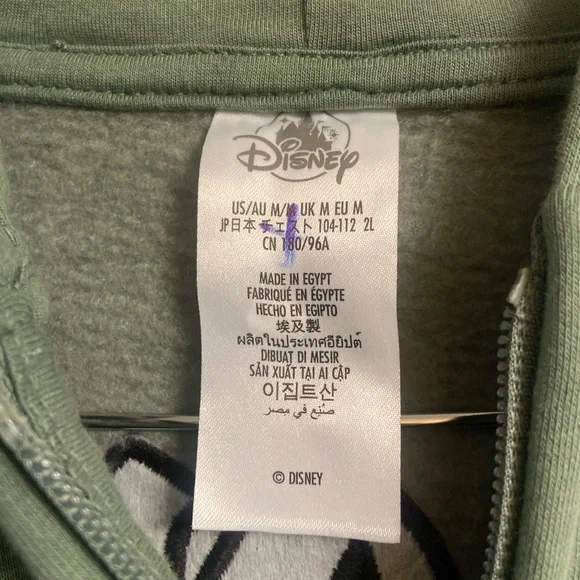 Disney
US/AU M/M UK M EU M
JP日本 チェスト 104-112 2L
CN 180/96A
MADE IN EGYPT
FABRIQUÉ EN ÉGYPTE
HECHO EN EGIPTO
埃及製
ผลิตในประเทศอียิปต์
DIBUAT DI MESIR
SẢN XUẤT TẠI AI CẬP
이집트산
صُنع في مصر
© DISNEY